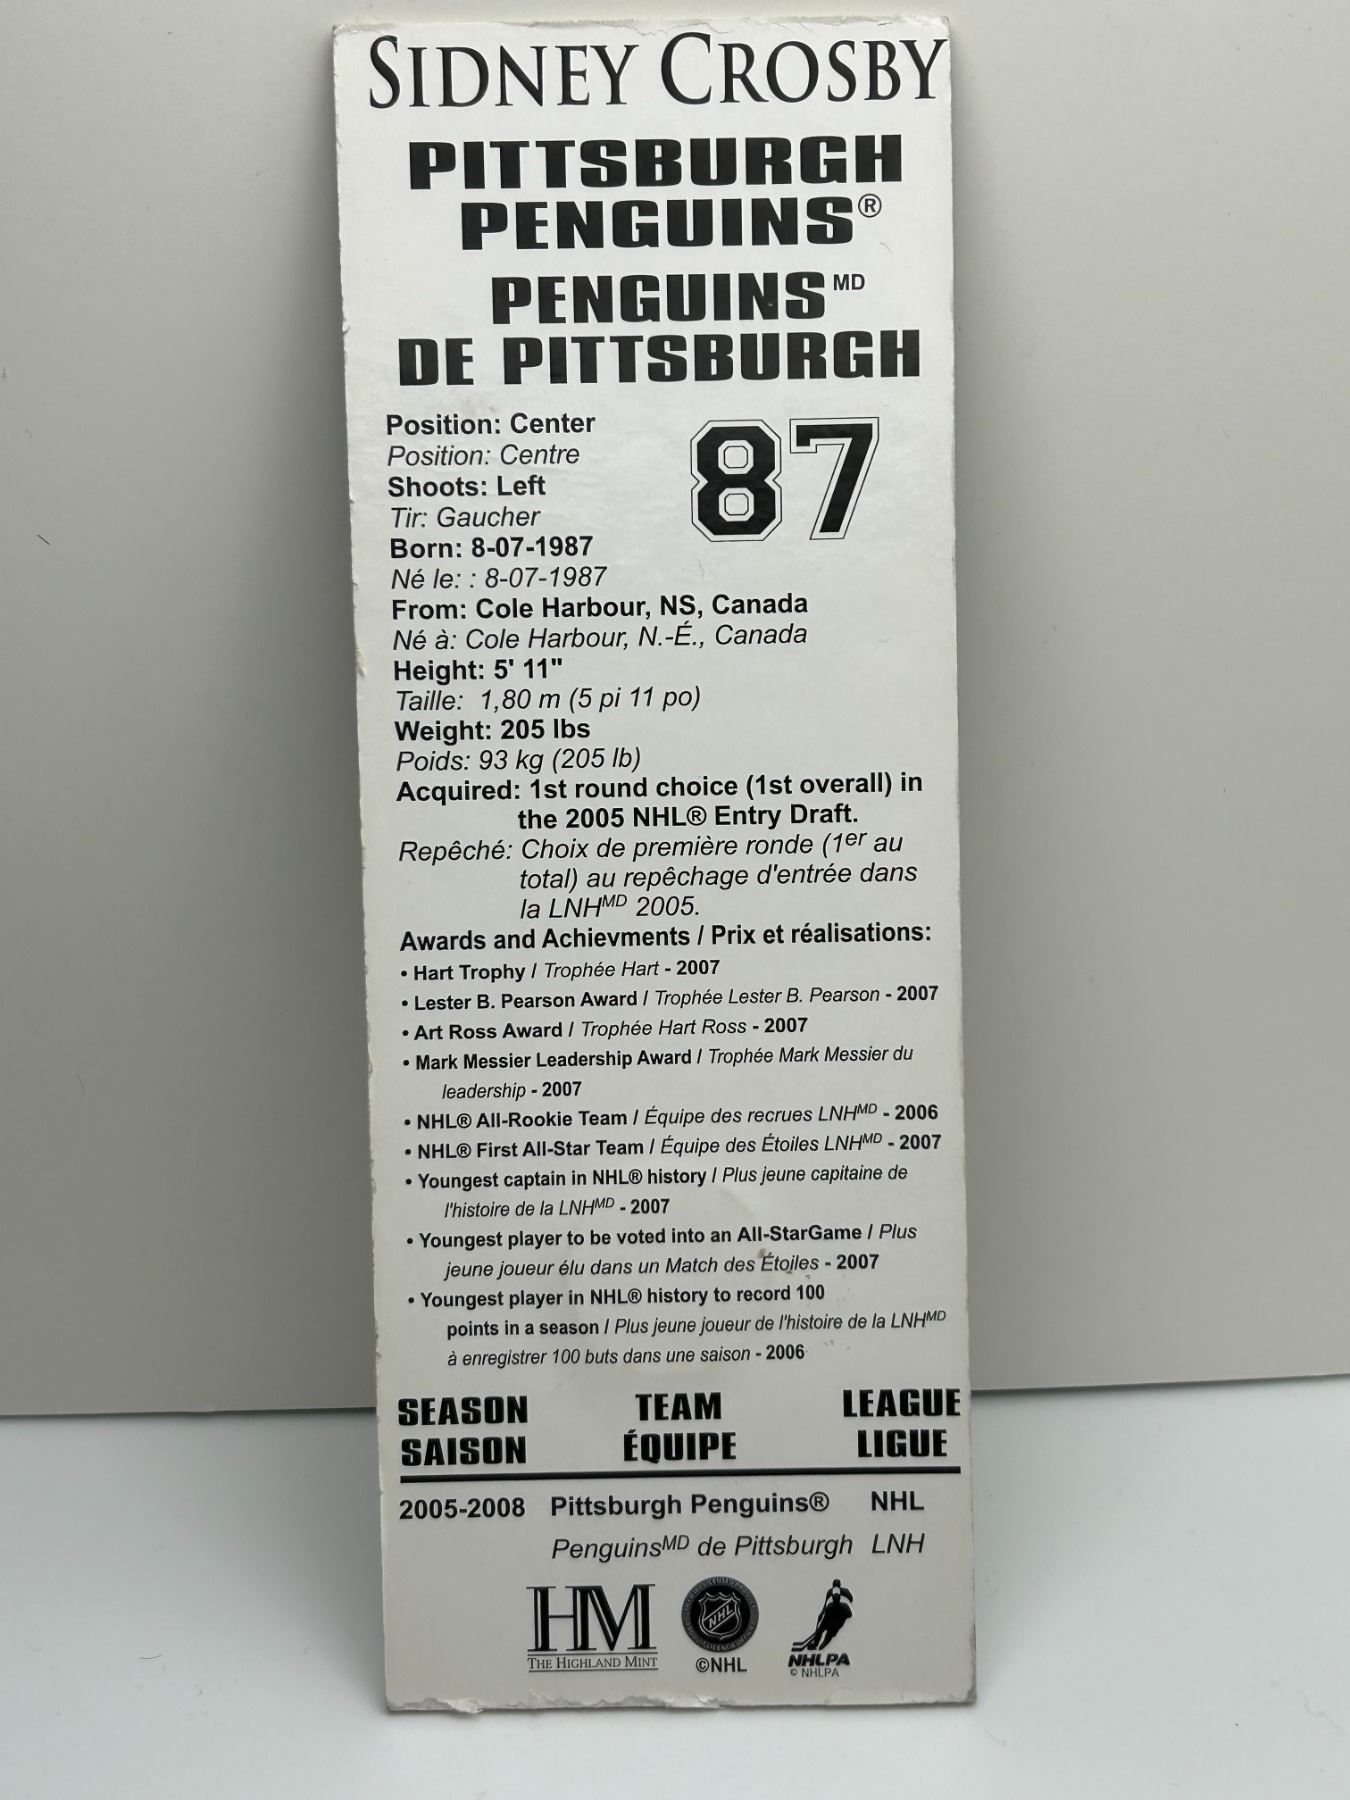 SIDNEY CROSBY
PITTSBURGH
PENGUINS®
PENGUINS MD
DE PITTSBURGH
87
Position: Center
Position: Centre
Shoots: Left
Tir: Gaucher
Born: 8-07-1987
Né le: : 8-07-1987
From: Cole Harbour, NS, Canada
Né à: Cole Harbour, N.-É., Canada
Height: 5' 11"
Taille: 1,80 m (5 pi 11 po)
Weight: 205 lbs
Poids: 93 kg (205 lb)
Acquired: 1st round choice (1st overall) in
the 2005 NHL® Entry Draft.
Repêché: Choix de première ronde (1er au
total) au repêchage d'entrée dans
la LNHMD 2005.
Awards and Achievments / Prix et réalisations:
• Hart Trophy / Trophée Hart - 2007
• Lester B. Pearson Award / Trophée Lester B. Pearson - 2007
• Art Ross Award / Trophée Hart Ross - 2007
• Mark Messier Leadership Award / Trophée Mark Messier du
leadership - 2007
• NHL® All-Rookie Team / Équipe des recrues LNHMD - 2006
• NHL® First All-Star Team / Équipe des Étoiles LNHMD - 2007
• Youngest captain in NHL® history / Plus jeune capitaine de
l'histoire de la LNHMD - 2007
• Youngest player to be voted into an All-StarGame / Plus
jeune joueur élu dans un Match des Étoiles - 2007
• Youngest player in NHL® history to record 100
points in a season / Plus jeune joueur de l'histoire de la LNHMD
à enregistrer 100 buts dans une saison - 2006
SEASON TEAM LEAGUE
SAISON ÉQUIPE LIGUE
2005-2008 Pittsburgh Penguins® NHL
PenguinsMD de Pittsburgh LNH
HM
THE HIGHLAND MINT
NHL
©NHL
NHLPA
© NHLPA